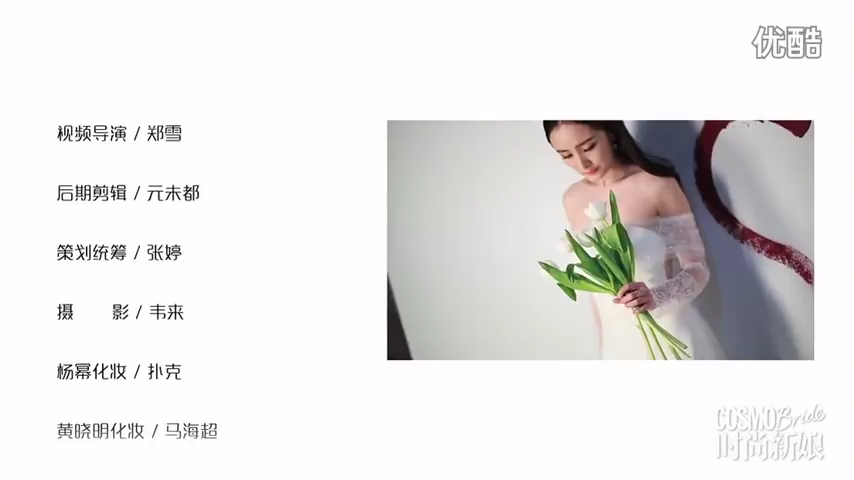 优酷
视频导演 / 郑雪
后期剪辑 / 元未都
策划统筹 / 张婷
摄 影 / 韦来
杨幂化妆 / 扑克
黄晓明化妆 / 马海超
COSMO Bride
时尚新娘